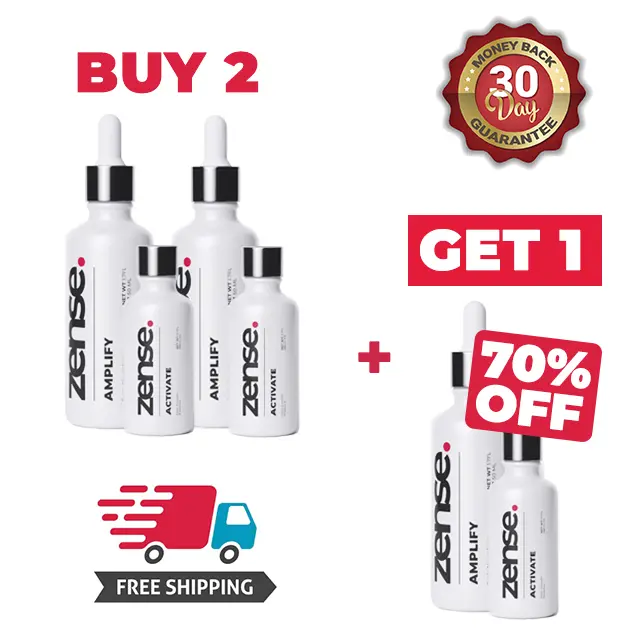 BUY 2
MONEY BACK
30
Day
GUARANTEE
GET 1
+
70%
OFF
zense.
AMPLIFY
zense.
ACTIVATE
zense.
AMPLIFY
zense.
ACTIVATE
zense.
AMPLIFY
zense.
ACTIVATE
FREE SHIPPING